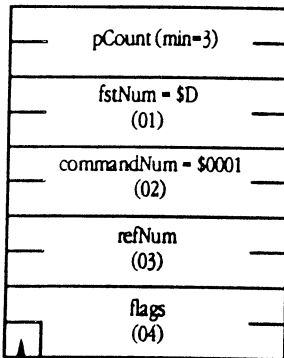 pCount (min=3)
fstNum = $D
(01)
commandNum = $0001
(02)
refNum
(03)
flags
(04)